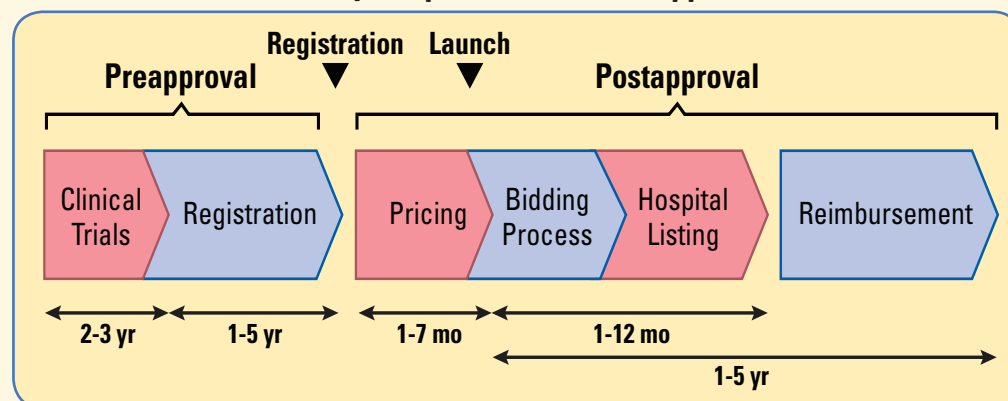 Registration Launch
Preapproval
Postapproval
Clinical
Trials
Registration
Pricing
Bidding
Process
Hospital
Listing
Reimbursement
2-3 yr
1-5 yr
1-7 mo
1-12 mo
1-5 yr